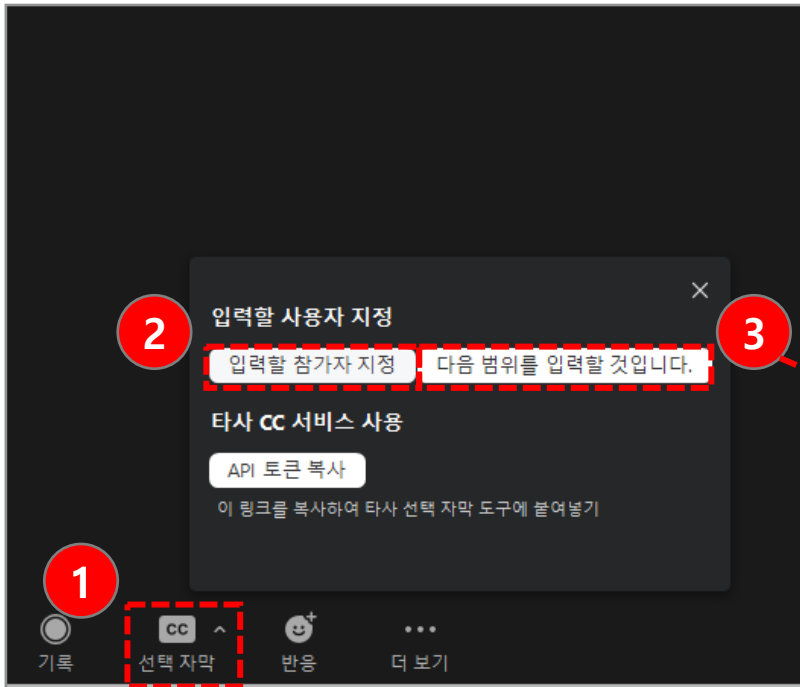 입력할 사용자 지정
2
3
입력할 참가자 지정
다음 범위를 입력할 것입니다.
타사 CC 서비스 사용
API 토큰 복사
이 링크를 복사하여 타사 선택 자막 도구에 붙여넣기
1
CC
기록
선택 자막
반응
더 보기